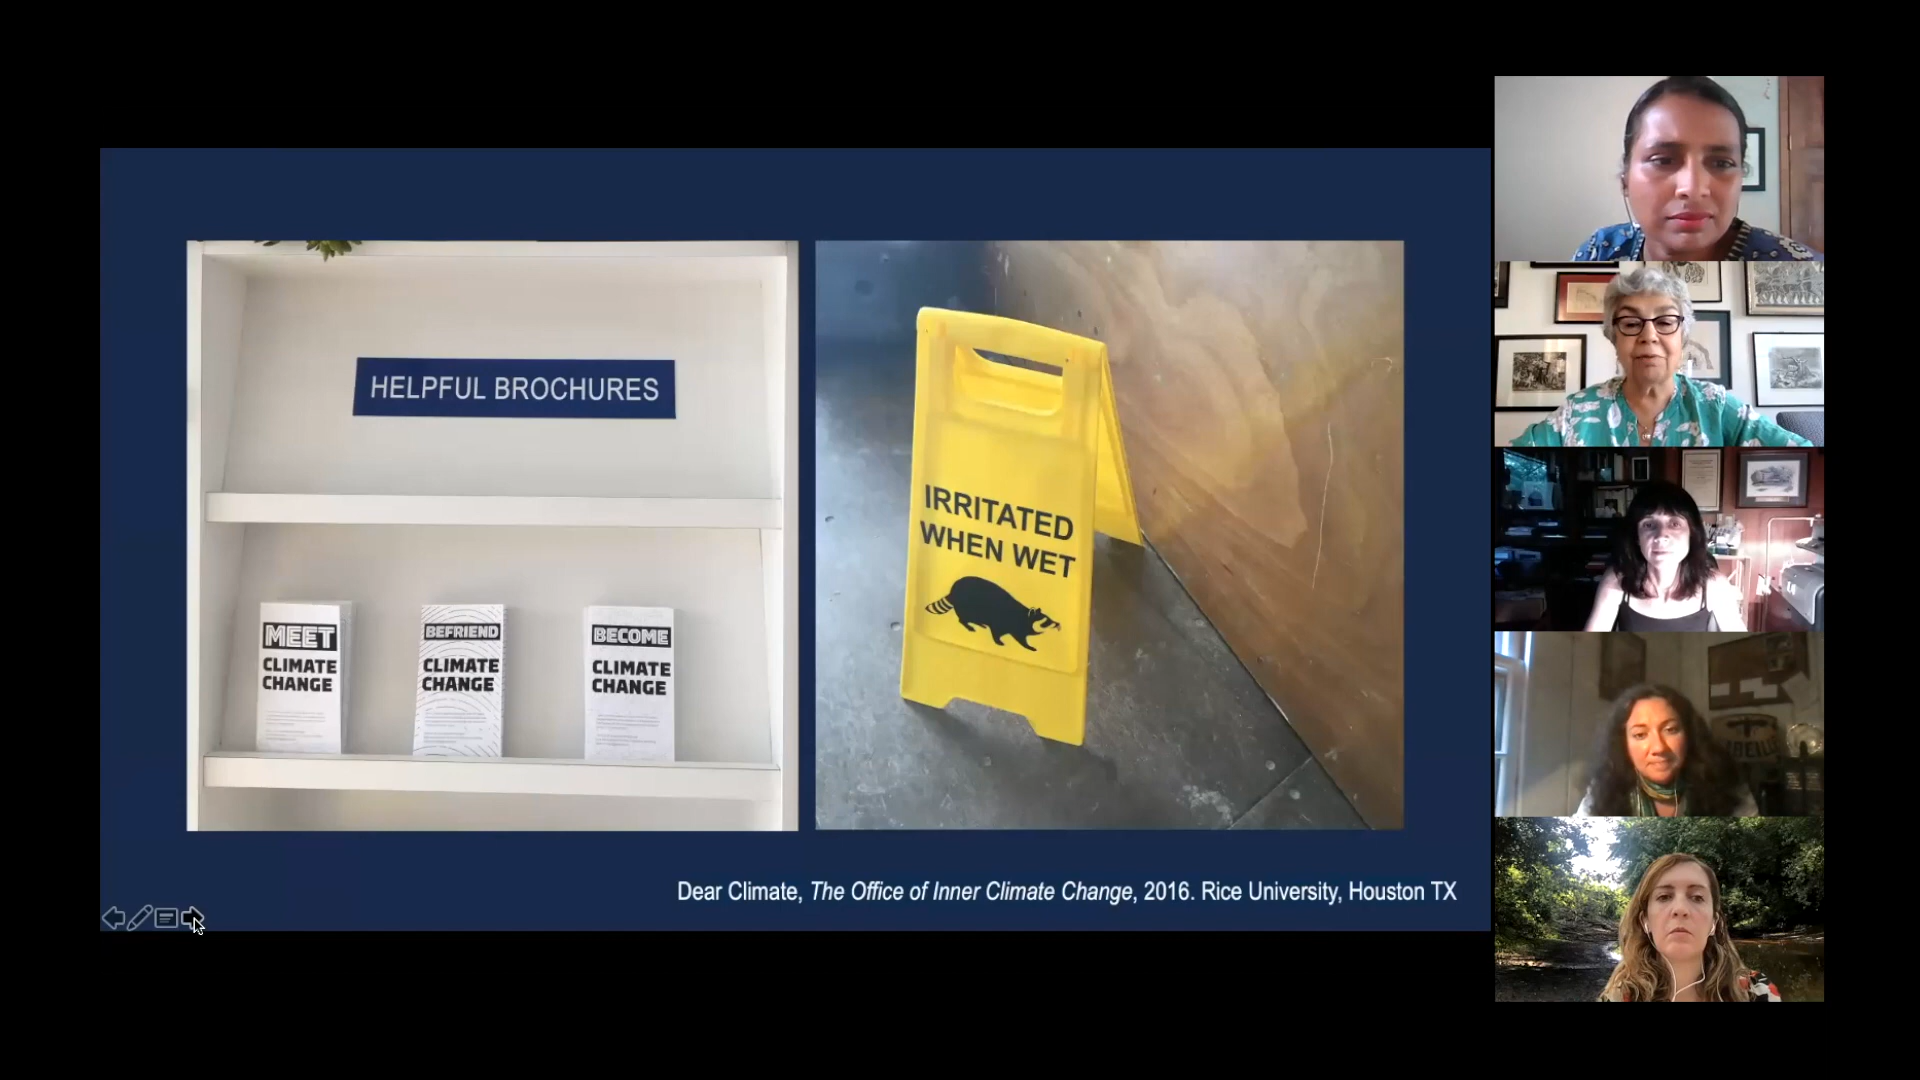 HELPFUL BROCHURES
MEET
CLIMATE
CHANGE
BEFRIEND
CLIMATE
CHANGE
BECOME
CLIMATE
CHANGE
IRRITATED
WHEN WET
Dear Climate, The Office of Inner Climate Change, 2016. Rice University, Houston TX